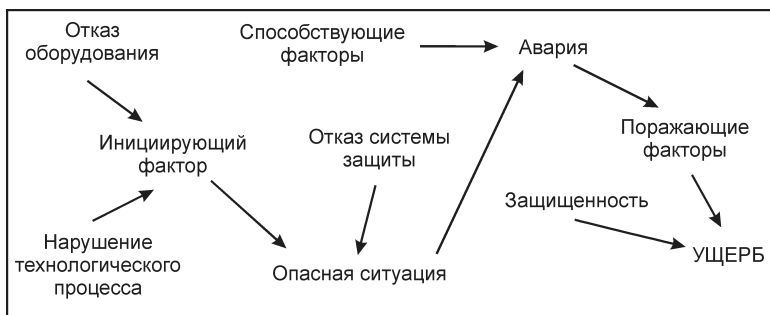 Отказ
оборудования
Способствующие
факторы
Авария
Инициирующий
фактор
Отказ системы
защиты
Поражающие
факторы
Защищенность
Нарушение
технологического
процесса
Опасная ситуация
УЩЕРБ